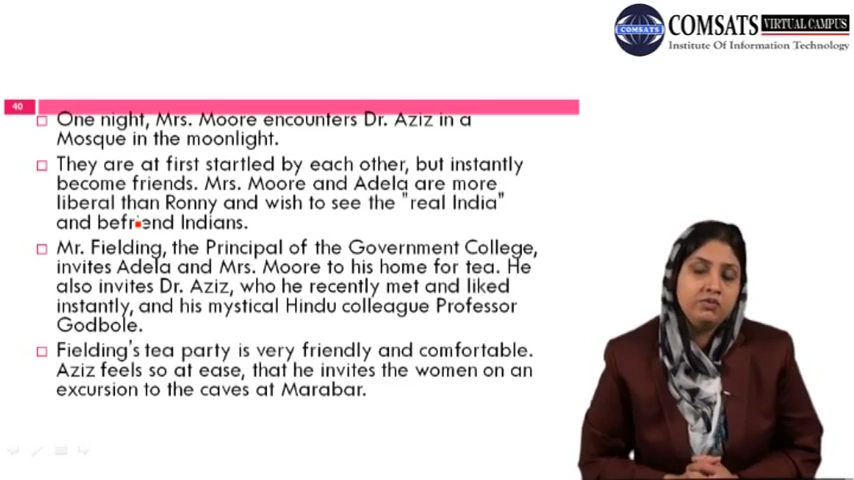 COMSATS VIRTUAL CAMPUS
Institute Of Information Technology
COMSATS
40
One night, Mrs. Moore encounters Dr. Aziz in a
Mosque in the moonlight.
They are at first startled by each other, but instantly
become friends. Mrs. Moore and Adela are more
liberal than Ronny and wish to see the "real India"
and befriend Indians.
Mr. Fielding, the Principal of the Government College,
invites Adela and Mrs. Moore to his home for tea. He
also invites Dr. Aziz, who he recently met and liked
instantly, and his mystical Hindu colleague Professor
Godbole.
Fielding's tea party is very friendly and comfortable.
Aziz feels so at ease, that he invites the women on an
excursion to the caves at Marabar.